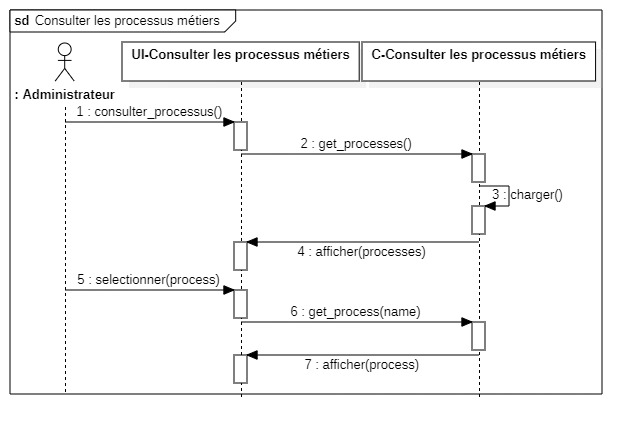 sd Consulter les processus métiers
UI-Consulter les processus métiers
C-Consulter les processus métiers
: Administrateur
1 : consulter_processus()
2 : get_processes()
3 : charger()
4 : afficher(processes)
5 : selectionner(process)
6 : get_process(name)
7 : afficher(process)